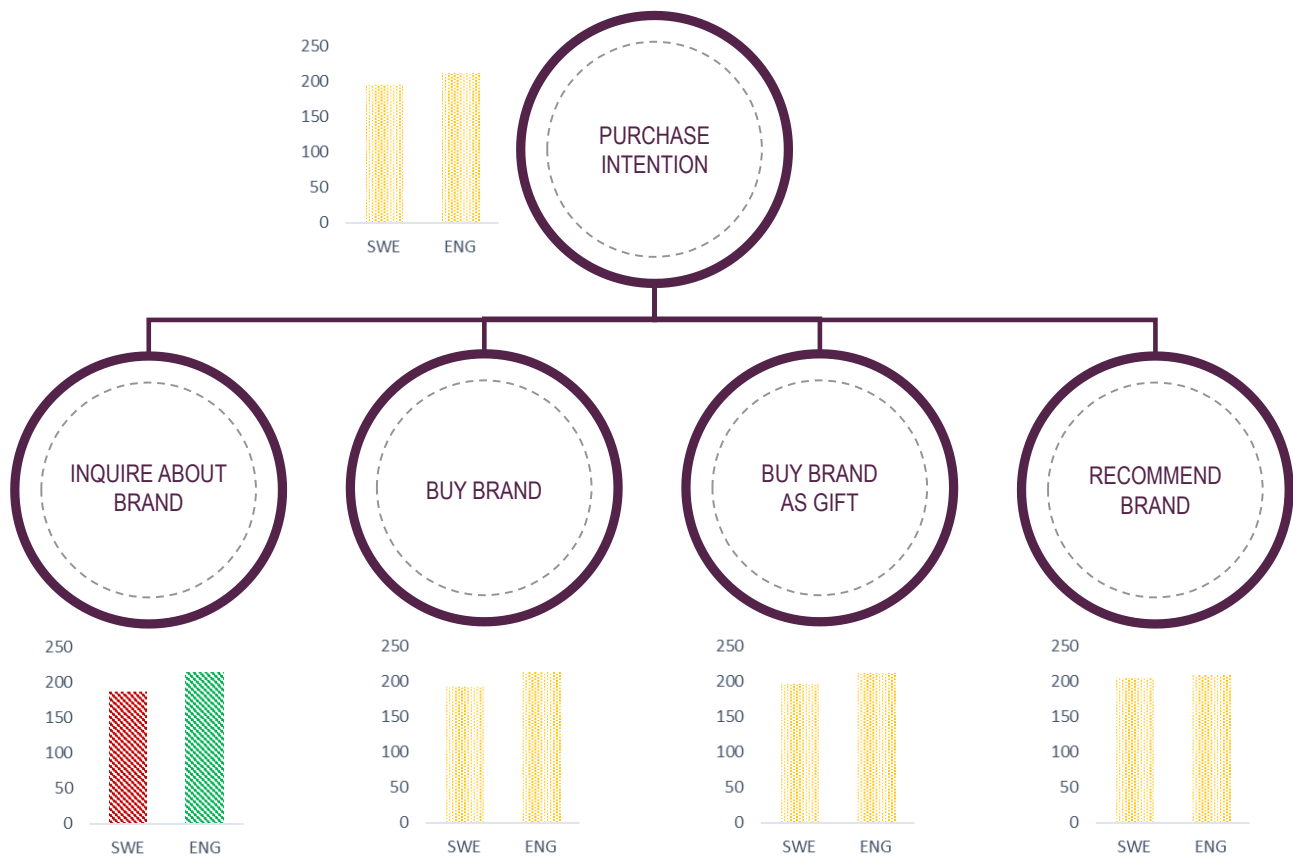 250
200
150
100
50
0
SWE ENG
PURCHASE
INTENTION
INQUIRE ABOUT
BRAND
BUY BRAND
BUY BRAND
AS GIFT
RECOMMEND
BRAND
250
200
150
100
50
0
SWE ENG
250
200
150
100
50
0
SWE ENG
250
200
150
100
50
0
SWE ENG
250
200
150
100
50
0
SWE ENG